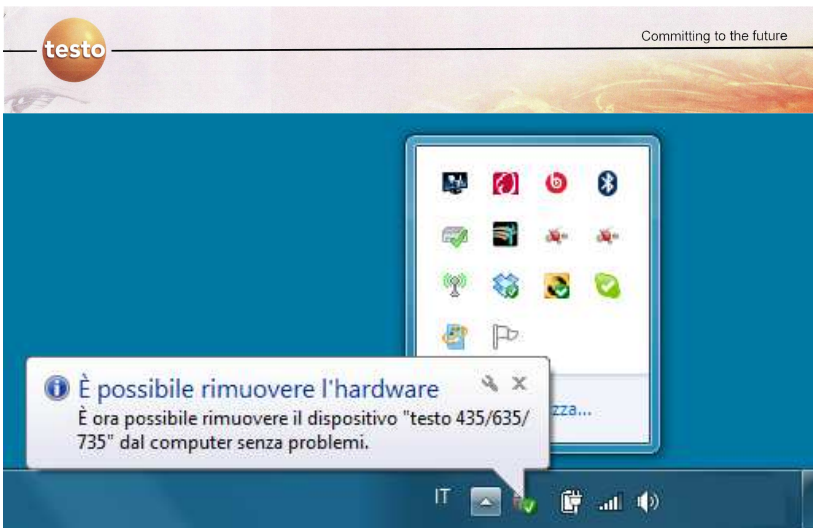 testo
Committing to the future
È possibile rimuovere l'hardware
È ora possibile rimuovere il dispositivo "testo 435/635/
735" dal computer senza problemi.
zza...
IT